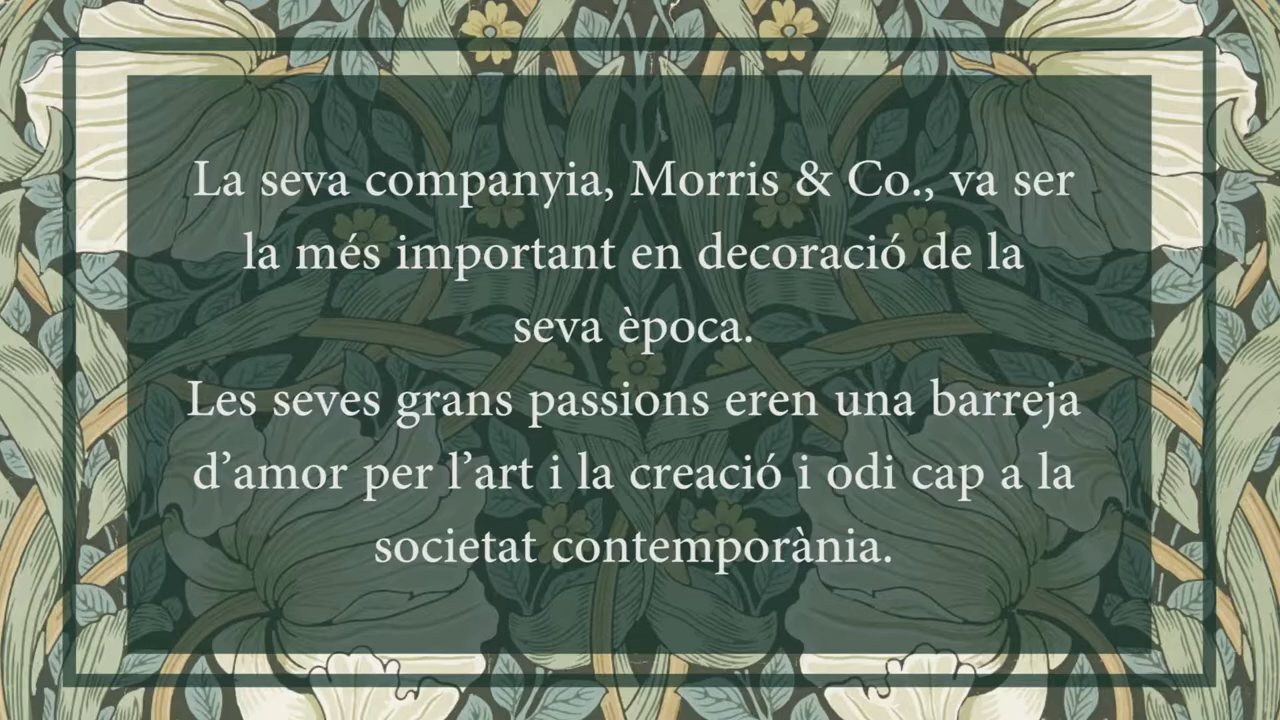 La seva companyia, Morris & Co., va ser
la més important en decoració de la
seva època.
Les seves grans passions eren una barreja
d’amor per l’art i la creació i odi cap a la
societat contemporània.